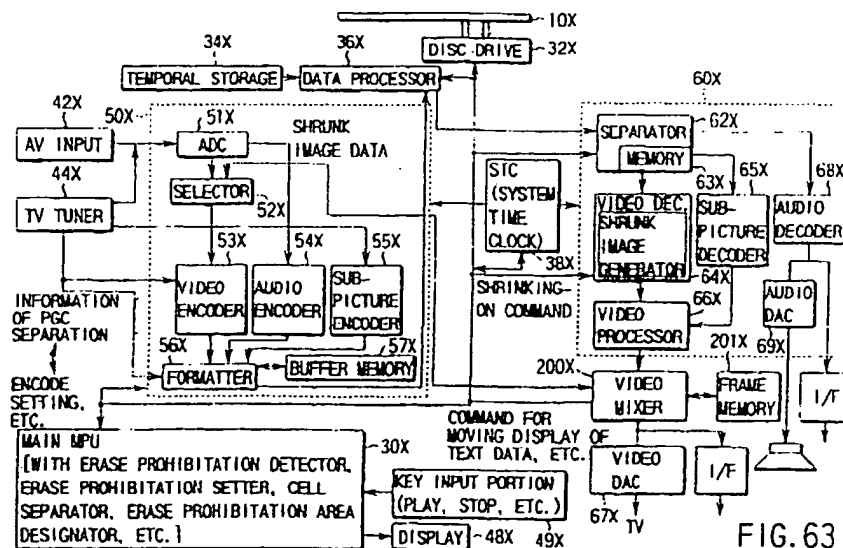 10X
34X
36X
DISC DRIVE
32X
TEMPORAL STORAGE
DATA PROCESSOR
60X
42X
50X
51X
AV INPUT
ADC
SHRUNK
IMAGE DATA
SEPARATOR
62X
MEMORY
44X
SELECTOR
52X
STC
(SYSTEM
TIME
CLOCK)
38X
63X
65X
68X
TV TUNER
VIDEO DEC.
SHRUNK
IMAGE
GENERATOR
64X
SUB-
PICTURE
DECODER
AUDIO
DECODER
53X
54X
55X
INFORMATION
OF PGC
SEPARATION
VIDEO
ENCODER
AUDIO
ENCODER
SUB-
PICTURE
ENCODER
SHRINKING-
ON COMMAND
66X
VIDEO
PROCESSOR
AUDIO
DAC
69X
56X
57X
FORMATTER
BUFFER MEMORY
200X
201X
ENCODE
SETTING,
ETC.
VIDEO
MIXER
FRAME
MEMORY
I/F
MAIN MPU
30X
[WITH ERASE PROHIBITATION DETECTOR,
ERASE PROHIBITATION SETTER, CELL
SEPARATOR, ERASE PROHIBITATION AREA
DESIGNATOR, ETC.]
COMMAND FOR
MOVING DISPLAY OF
TEXT DATA, ETC.
KEY INPUT PORTION
(PLAY, STOP, ETC.)
49X
DISPLAY
48X
VIDEO
DAC
67X
TV
I/F
FIG. 63